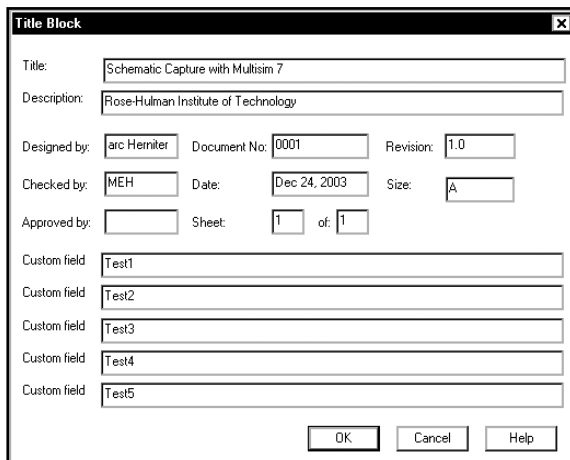 Title Block
Title: Schematic Capture with Multisim 7
Description: Rose-Hulman Institute of Technology
Designed by: arc Herniter Document No: 0001 Revision: 1.0
Checked by: MEH Date: Dec 24, 2003 Size: A
Approved by: Sheet: 1 of: 1
Custom field Test1
Custom field Test2
Custom field Test3
Custom field Test4
Custom field Test5
OK Cancel Help